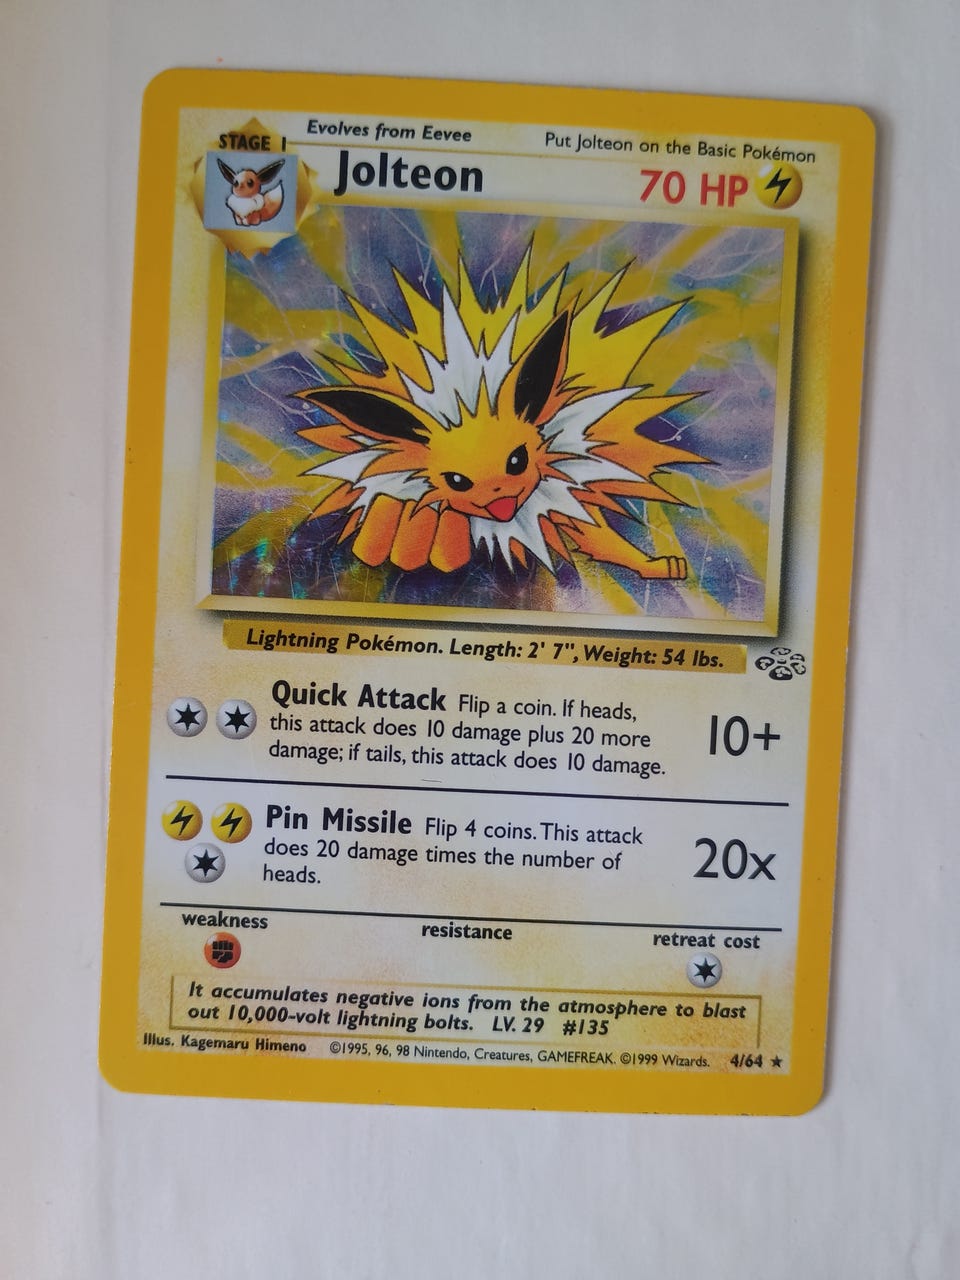 STAGE 1
Evolves from Eevee
Put Jolteon on the Basic Pokémon
Jolteon
70 HP
Lightning Pokémon. Length: 2' 7", Weight: 54 lbs.
Quick Attack Flip a coin. If heads,
this attack does 10 damage plus 20 more
damage; if tails, this attack does 10 damage.
10+
Pin Missile Flip 4 coins. This attack
does 20 damage times the number of
heads.
20x
weakness
resistance
retreat cost
It accumulates negative ions from the atmosphere to blast
out 10,000-volt lightning bolts. LV. 29 #135
Illus. Kagemaru Himeno ©1995, 96, 98 Nintendo, Creatures, GAMEFREAK. ©1999 Wizards. 4/64 ★